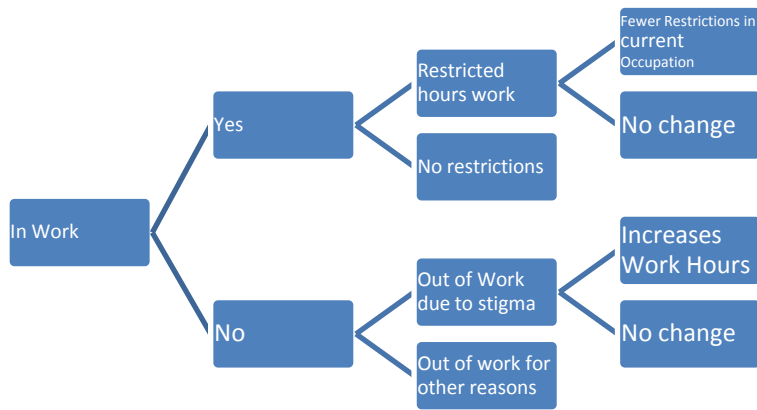 In Work
Yes
No
Restricted
hours work
No restrictions
Out of Work
due to stigma
Out of work for
other reasons
Fewer Restrictions in
current
Occupation
No change
Increases
Work Hours
No change